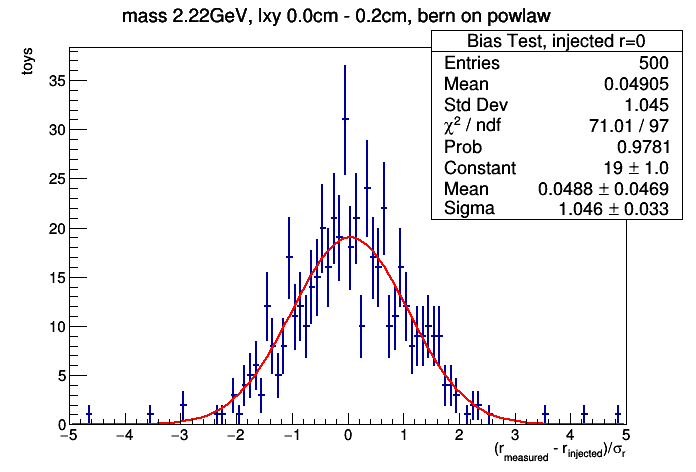 mass 2.22GeV, lxy 0.0cm - 0.2cm, bern on powlaw
Bias Test, injected r=0
Entries 500
Mean 0.04905
Std Dev 1.045
χ² / ndf 71.01 / 97
Prob 0.9781
Constant 19 ± 1.0
Mean 0.0488 ± 0.0469
Sigma 1.046 ± 0.033
toys
35
30
25
20
15
10
5
0
−5 −4 −3 −2 −1 0 1 2 3 4 5
(r_measured - r_injected)/σ_r